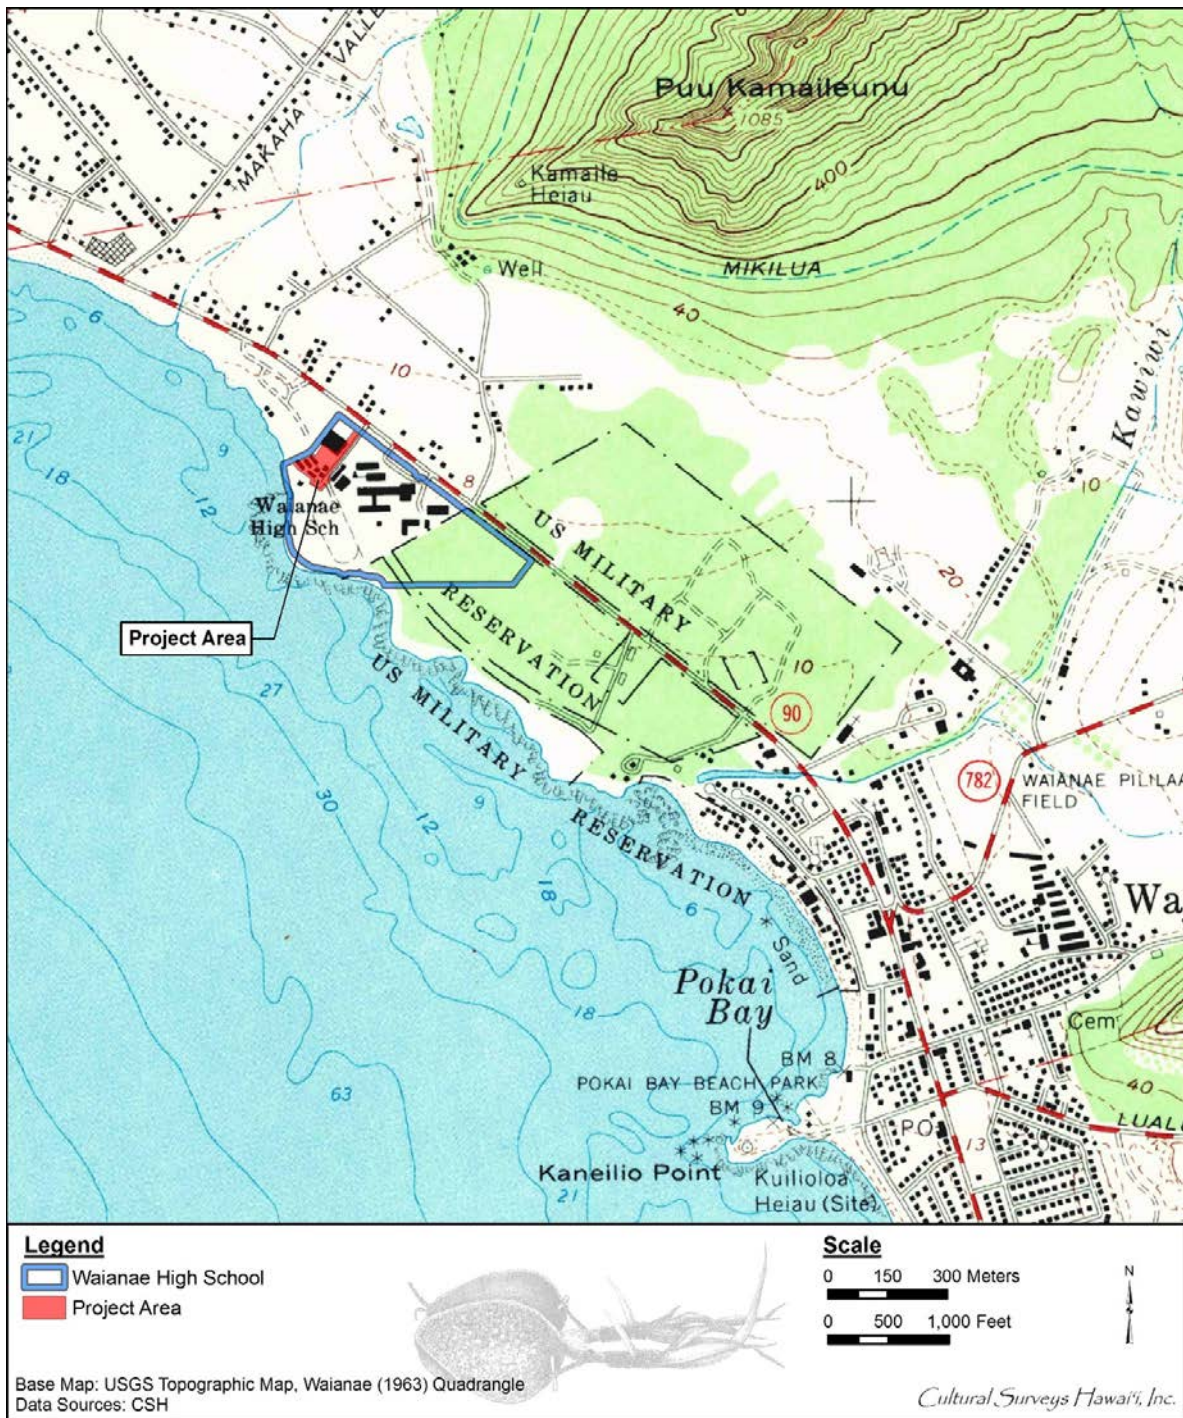 MAKAHA VALLE
Puu Kamaileunu
1085
Kamaile
Heiau
400
Well
MIKILUA
6
40
10
Kawiwi
21
18
9
12
8
10
Waianae
High Sch
US MILITARY
RESERVATION
20
Project Area
27
US MILITARY RESERVATION
10
90
782
WAIANAE PILILAA
FIELD
30
9
12
18
6
Sand
Wa
Pokai
Bay
18
Cem
BM 8
63
POKAI BAY BEACH PARK
BM 9
40
PO
LUALU
13
Kaneilio Point
21
Kuilioloa
Heiau (Site)
Legend
Waianae High School
Project Area
Scale
0 150 300 Meters
0 500 1,000 Feet
N
Base Map: USGS Topographic Map, Waianae (1963) Quadrangle
Data Sources: CSH
Cultural Surveys Hawaiʻi, Inc.